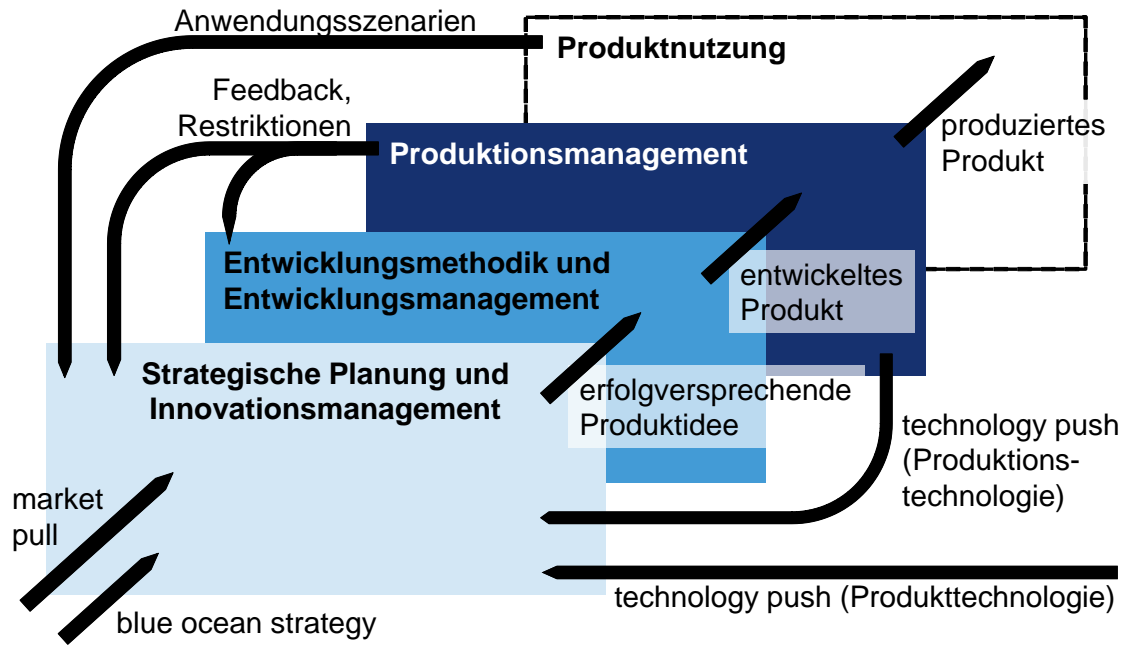 Anwendungsszenarien
Produktnutzung
Feedback,
Restriktionen
produziertes
Produkt
Produktionsmanagement
Entwicklungsmethodik und
Entwicklungsmanagement
entwickeltes
Produkt
Strategische Planung und
Innovationsmanagement
erfolgversprechende
Produktidee
technology push
(Produktions-
technologie)
market
pull
technology push (Produkttechnologie)
blue ocean strategy